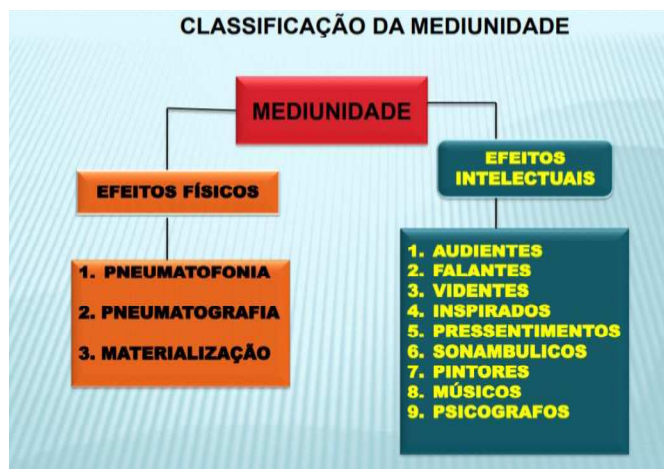 CLASSIFICAÇÃO DA MEDIUNIDADE
MEDIUNIDADE
EFEITOS FÍSICOS
1. PNEUMATOFONIA
2. PNEUMATOGRAFIA
3. MATERIALIZAÇÃO
EFEITOS
INTELECTUAIS
1. AUDIENTES
2. FALANTES
3. VIDENTES
4. INSPIRADOS
5. PRESSENTIMENTOS
6. SONAMBULICOS
7. PINTORES
8. MÚSICOS
9. PSICOGRAFOS